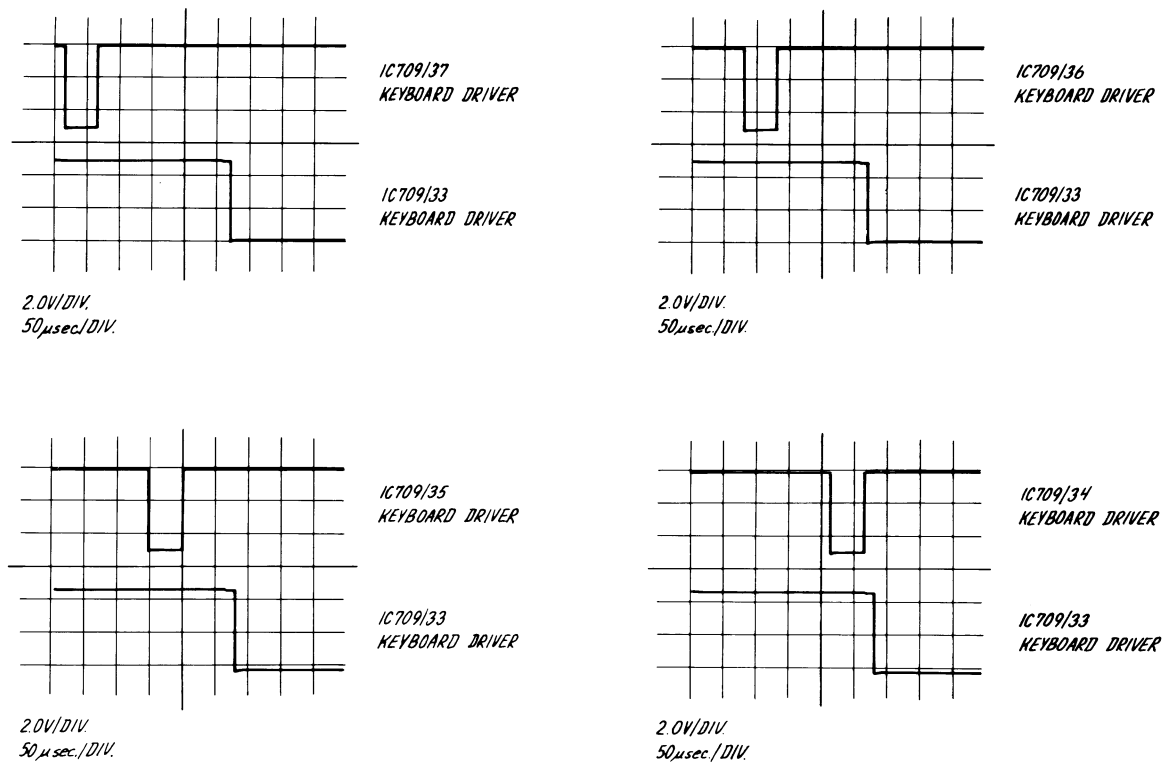 IC709/37
KEYBOARD DRIVER
IC709/33
KEYBOARD DRIVER
2.0V/DIV.
50μsec./DIV.
IC709/36
KEYBOARD DRIVER
IC709/33
KEYBOARD DRIVER
2.0V/DIV.
50μsec./DIV.
IC709/35
KEYBOARD DRIVER
IC709/33
KEYBOARD DRIVER
2.0V/DIV.
50μsec./DIV.
IC709/34
KEYBOARD DRIVER
IC709/33
KEYBOARD DRIVER
2.0V/DIV.
50μsec./DIV.